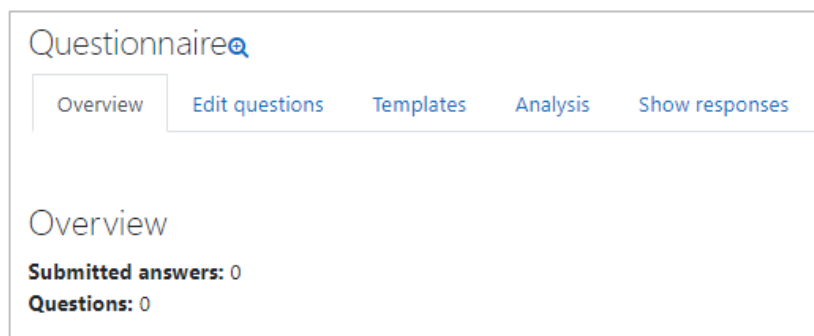 Questionnaire
Overview Edit questions Templates Analysis Show responses
Overview
Submitted answers: 0
Questions: 0